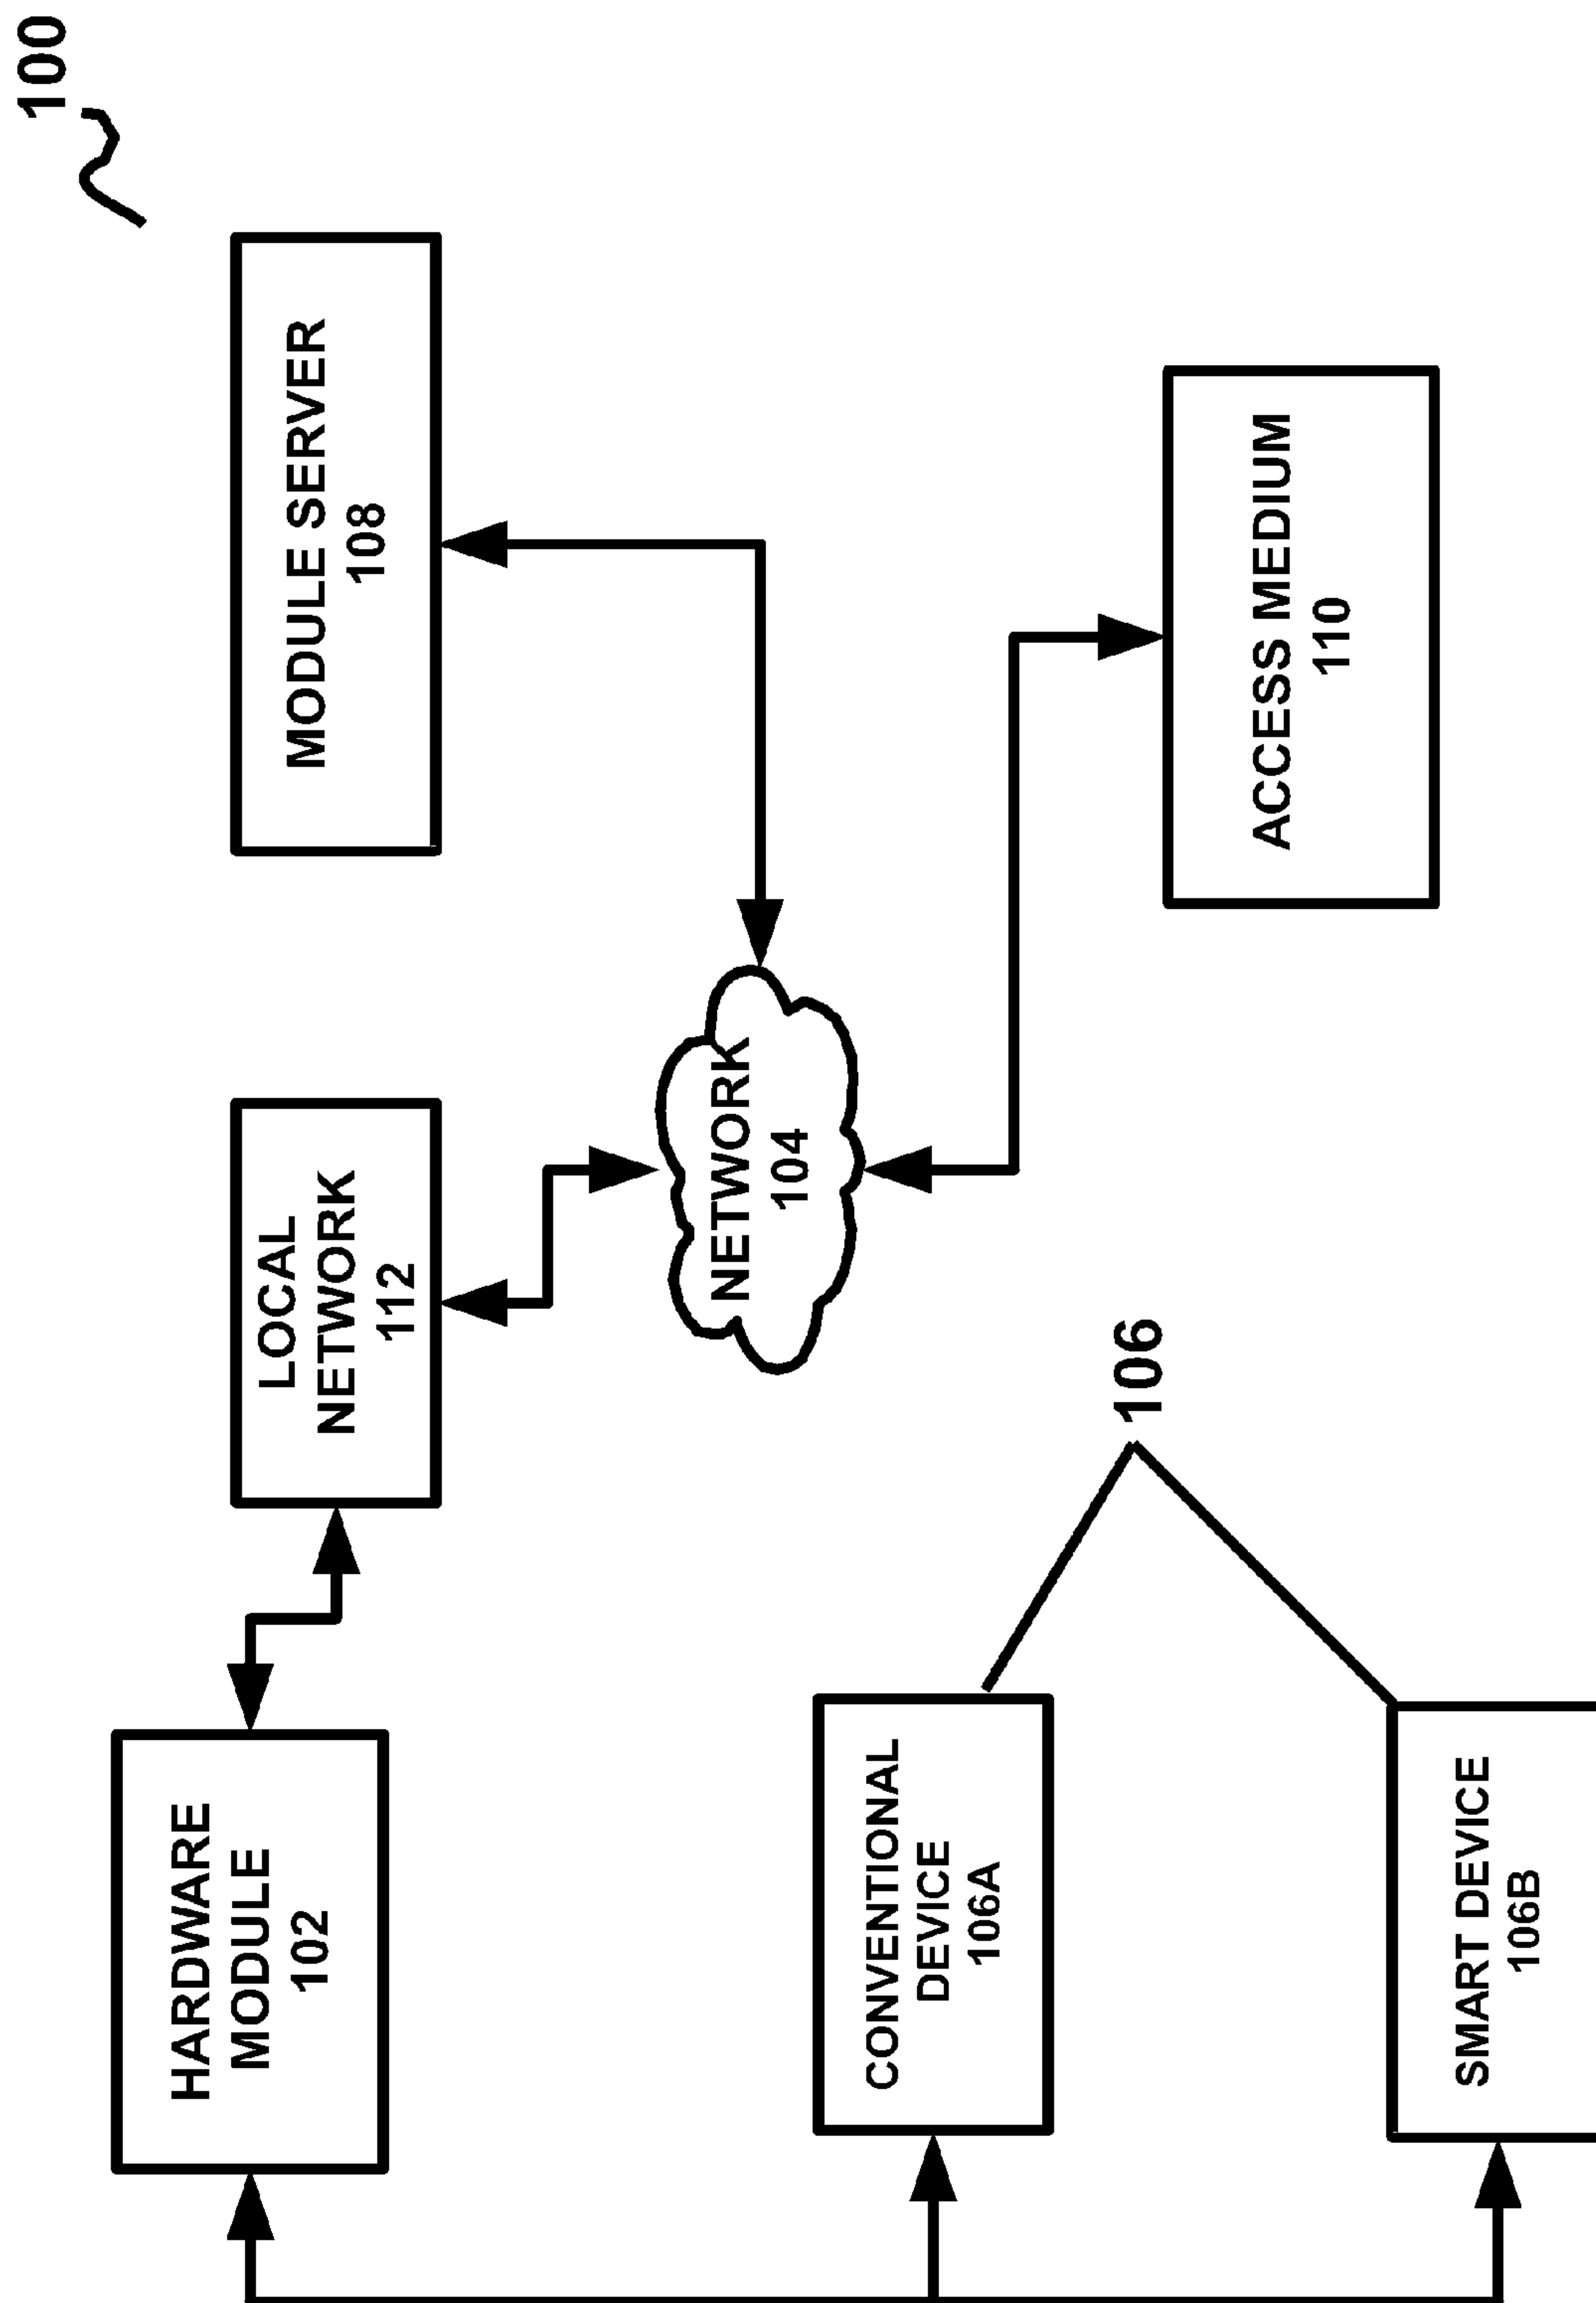 100
HARDWARE
MODULE
102
LOCAL
NETWORK
112
MODULE SERVER
108
NETWORK
104
CONVENTIONAL
DEVICE
106A
106
ACCESS MEDIUM
110
SMART DEVICE
106B